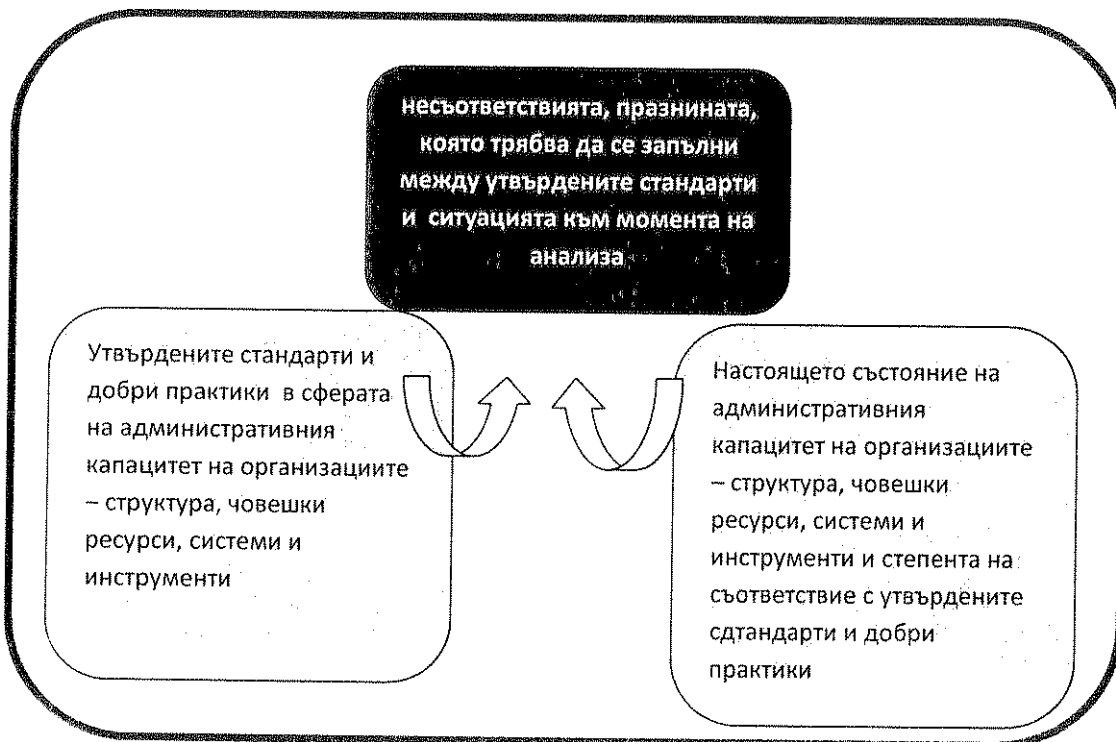 несъответствията, празнината,
която трябва да се запълни
между утвърдените стандарти
и ситуацията към момента на
анализа
Утвърдените стандарти и
добри практики в сферата
на административния
капацитет на организациите
– структура, човешки
ресурси, системи и
инструменти
Настоящето състояние на
административния
капацитет на организациите
– структура, човешки
ресурси, системи и
инструменти и степента на
съответствие с утвърдените
сдтандарти и добри
практики